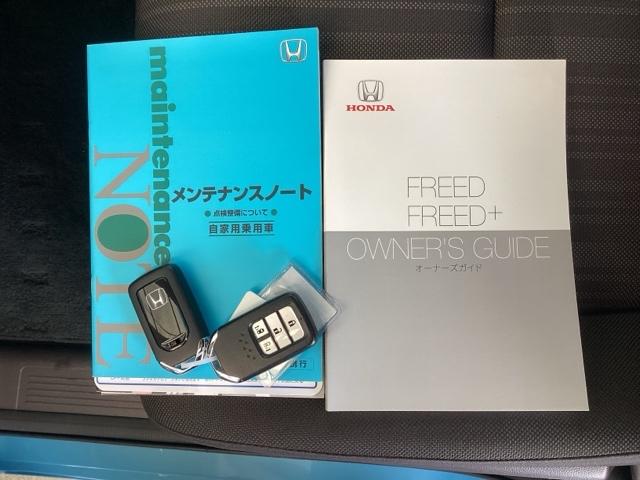 maintenance
NOTE
メンテナンスノート
点検整備について
自家用乗用車
HONDA
FREED
FREED+
OWNER'S GUIDE
オーナーズガイド